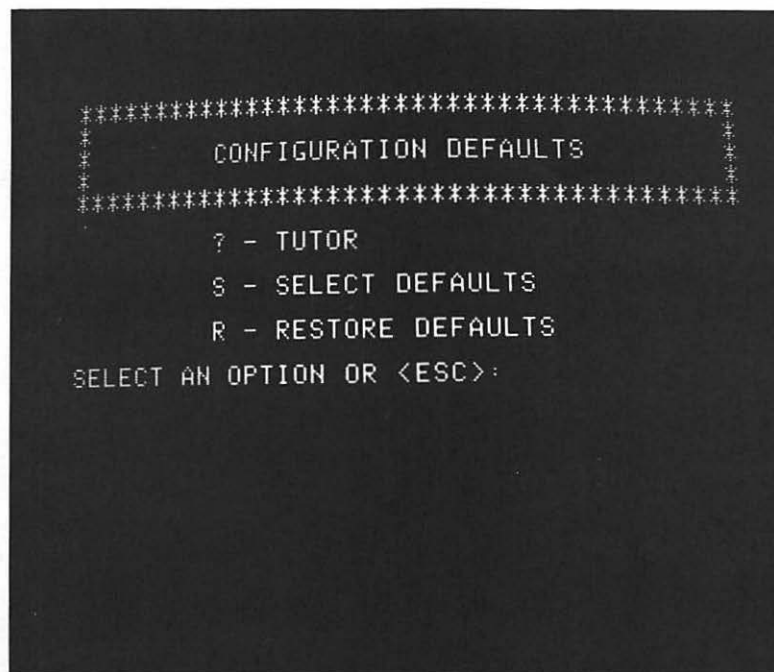 ****************************************
* CONFIGURATION DEFAULTS *
****************************************
? - TUTOR
S - SELECT DEFAULTS
R - RESTORE DEFAULTS
SELECT AN OPTION OR <ESC>: